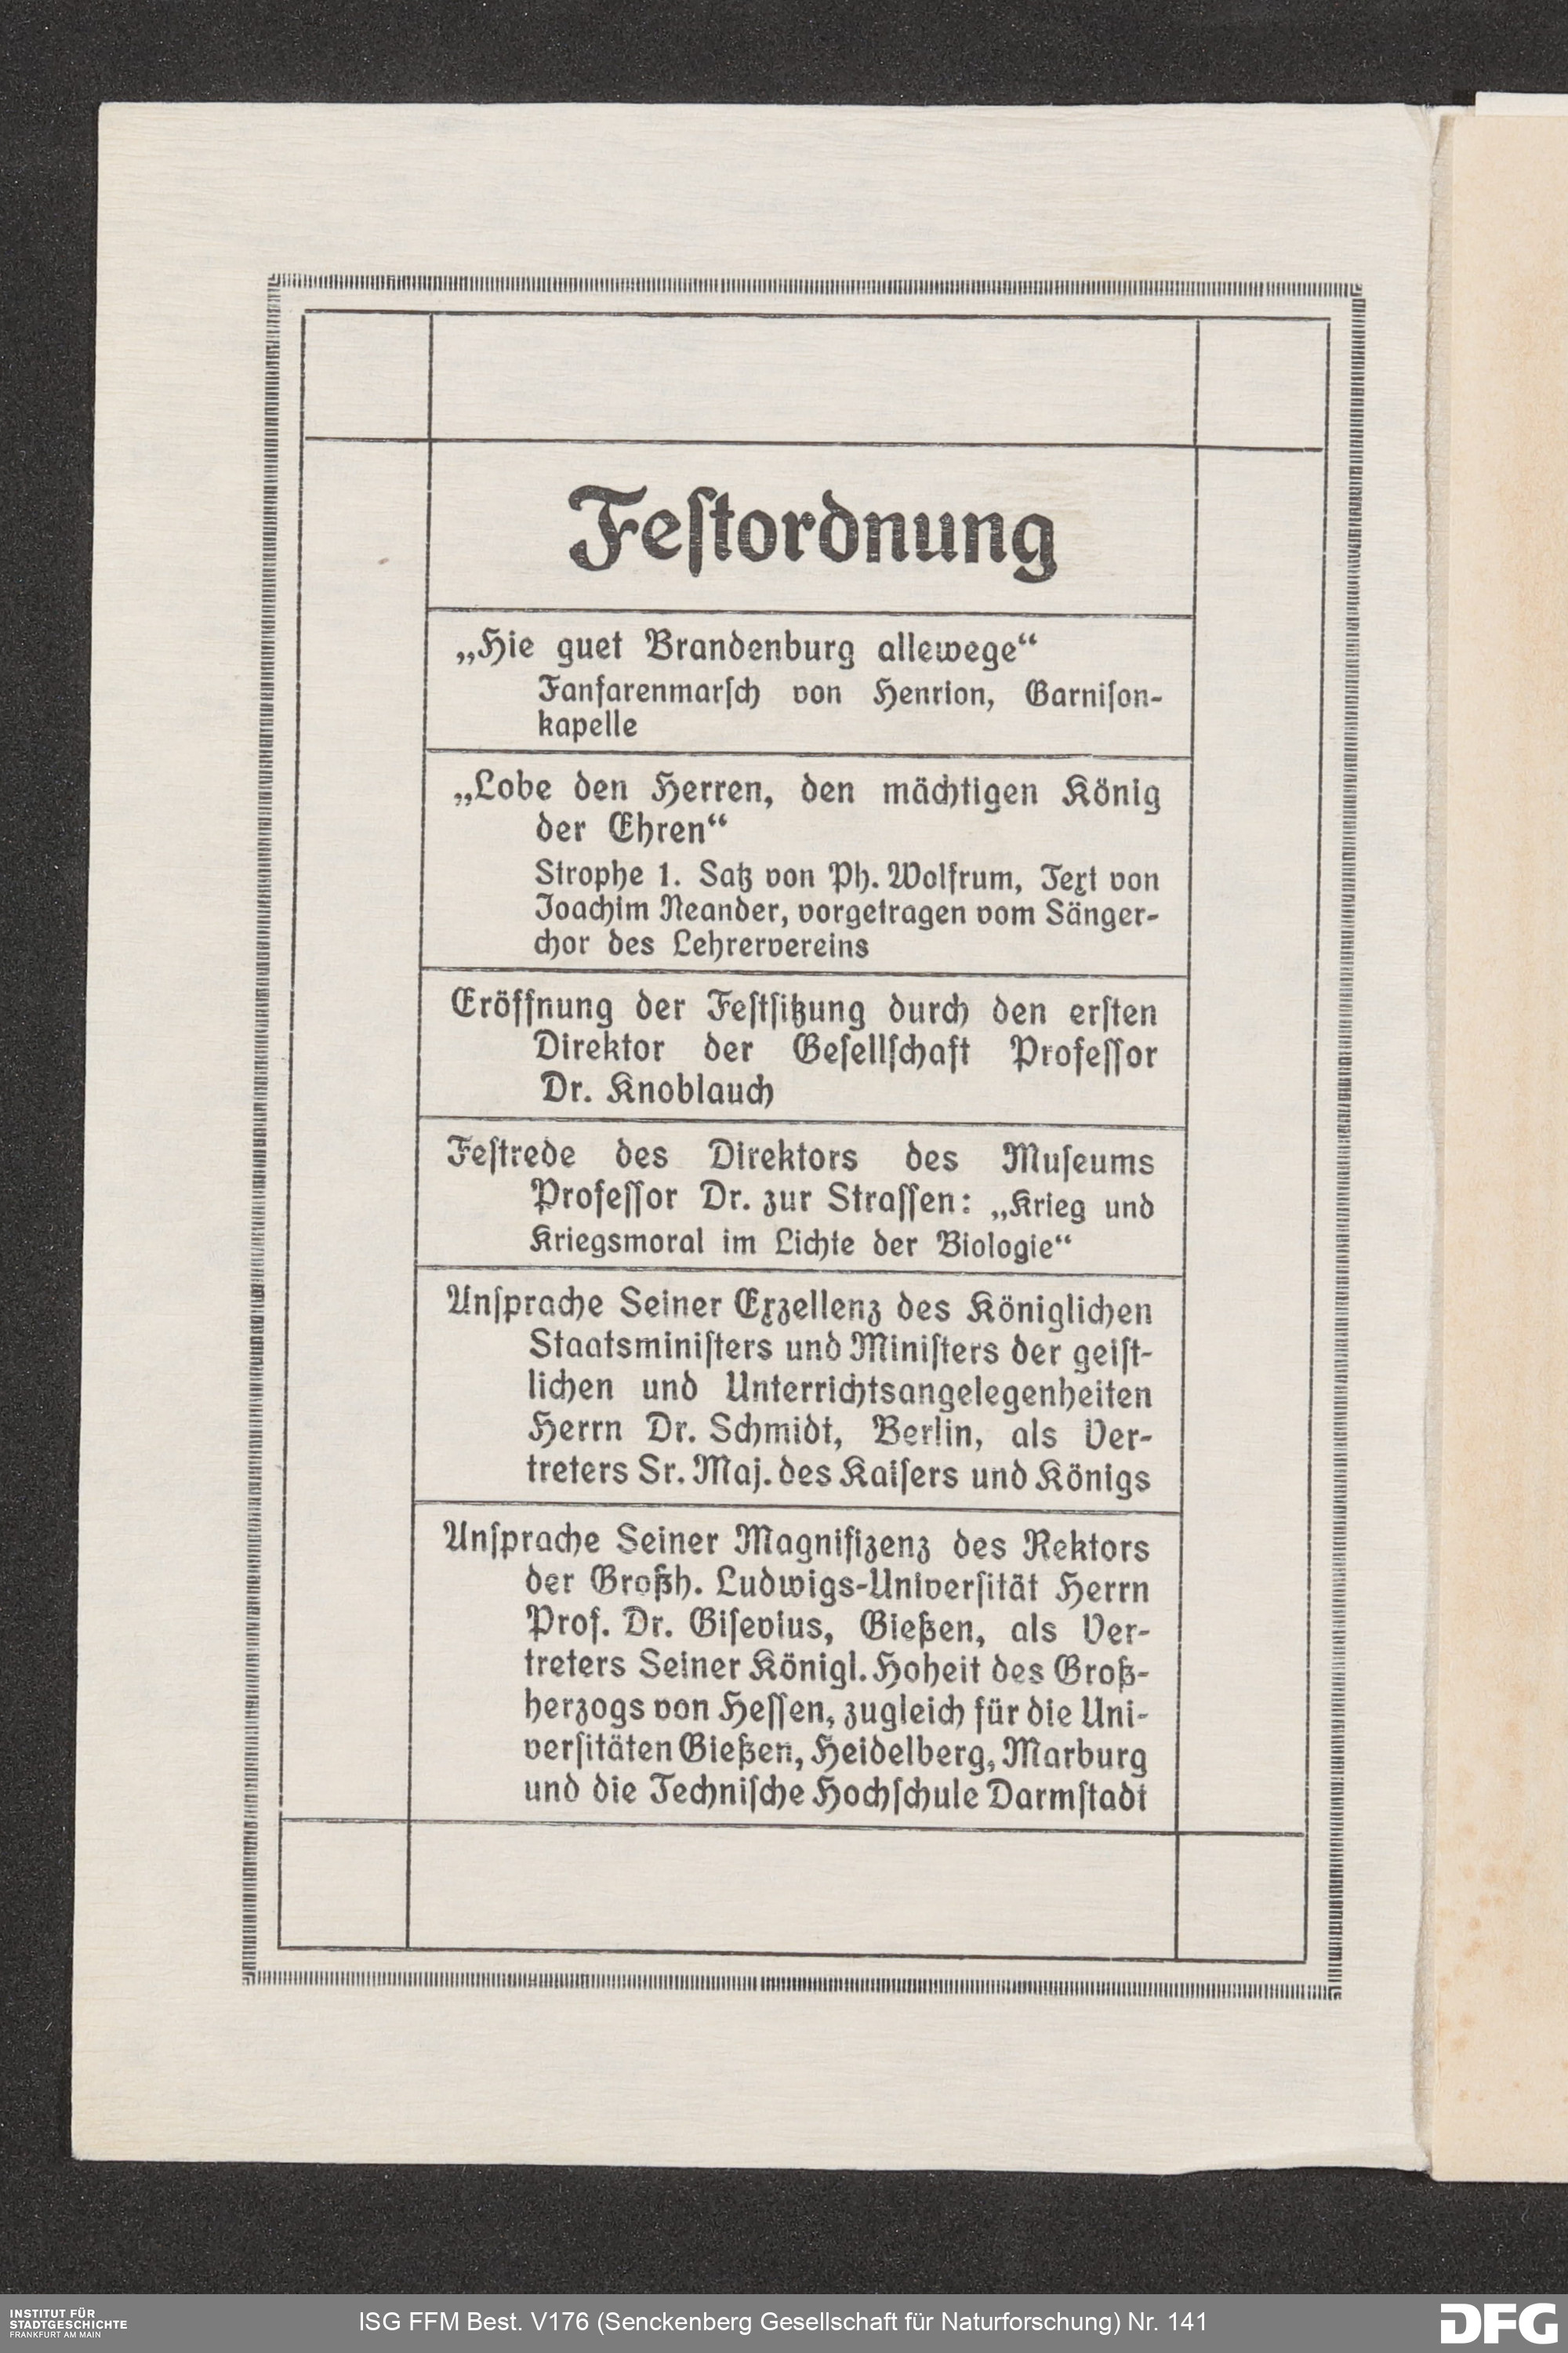 Festordnung
„Hie guet Brandenburg allewege“
Fanfarenmarsch von Henrion, Garnison-
kapelle
„Lobe den Herren, den mächtigen König
der Ehren“
Strophe 1. Satz von Ph. Wolfrum, Text von
Joachim Neander, vorgetragen vom Sänger-
chor des Lehrervereins
Eröffnung der Festsitzung durch den ersten
Direktor der Gesellschaft Professor
Dr. Knoblauch
Festrede des Direktors des Museums
Professor Dr. zur Strassen: „Krieg und
Kriegsmoral im Lichte der Biologie“
Ansprache Seiner Exzellenz des Königlichen
Staatsministers und Ministers der geist-
lichen und Unterrichtsangelegenheiten
Herrn Dr. Schmidt, Berlin, als Ver-
treters Sr. Maj. des Kaisers und Königs
Ansprache Seiner Magnifizenz des Rektors
der Großh. Ludwigs-Universität Herrn
Prof. Dr. Gisevius, Gießen, als Ver-
treters Seiner Königl. Hoheit des Groß-
herzogs von Hessen, zugleich für die Uni-
versitäten Gießen, Heidelberg, Marburg
und die Technische Hochschule Darmstadt
INSTITUT FÜR
STADTGESCHICHTE
FRANKFURT AM MAIN
ISG FFM Best. V176 (Senckenberg Gesellschaft für Naturforschung) Nr. 141
DFG